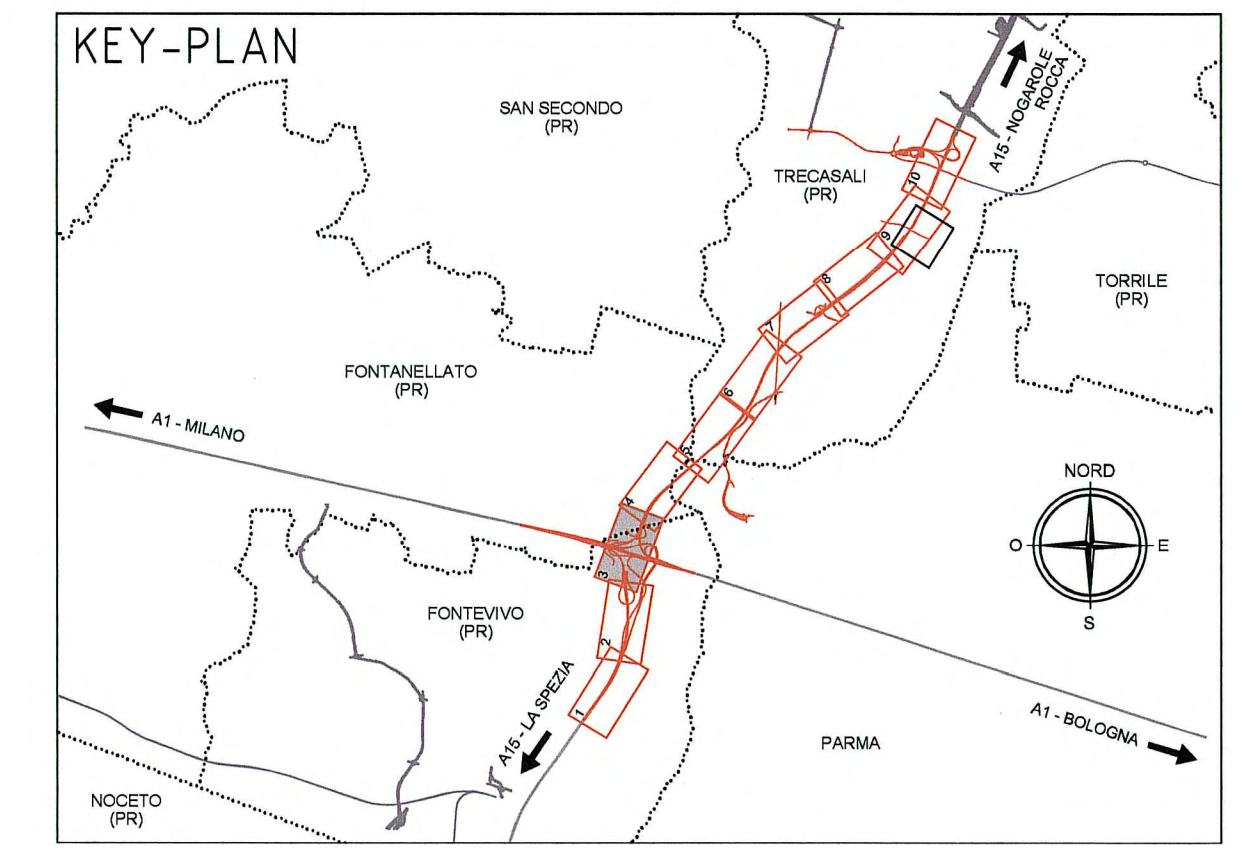 KEY-PLAN
SAN SECONDO
(PR)
A15 - NOGAROLE
ROCCA
TRECASALI
(PR)
10
9
TORRILE
(PR)
8
7
FONTANELLATO
(PR)
6
A1 - MILANO
5
NORD
4
O
E
S
3
FONTEVIVO
(PR)
2
1
A15 - LA SPEZIA
A1 - BOLOGNA
PARMA
NOCETO
(PR)